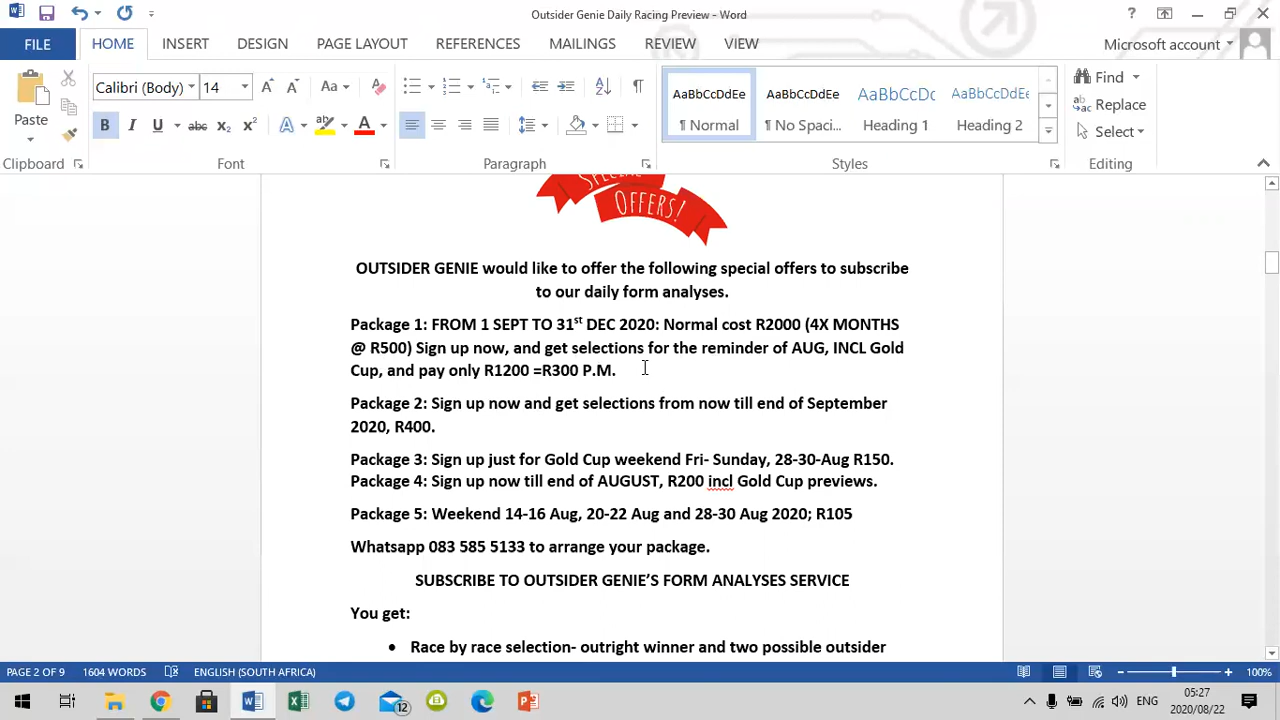 Outsider Genie Daily Racing Preview - Word
?
FILE HOME INSERT DESIGN PAGE LAYOUT REFERENCES MAILINGS REVIEW VIEW Microsoft account
Paste
Calibri (Body) 14 Aa
B I U abc x₂ x² A A
AaBbCcDdEe AaBbCcDdEe AaBbCcDc AaBbCcDdEe
¶ Normal ¶ No Spaci... Heading 1 Heading 2
Find
Replace
Select
Clipboard Font Paragraph Styles Editing
SPECIAL
OFFERS!
OUTSIDER GENIE would like to offer the following special offers to subscribe
to our daily form analyses.
Package 1: FROM 1 SEPT TO 31st DEC 2020: Normal cost R2000 (4X MONTHS
@ R500) Sign up now, and get selections for the reminder of AUG, INCL Gold
Cup, and pay only R1200 =R300 P.M.
Package 2: Sign up now and get selections from now till end of September
2020, R400.
Package 3: Sign up just for Gold Cup weekend Fri- Sunday, 28-30-Aug R150.
Package 4: Sign up now till end of AUGUST, R200 incl Gold Cup previews.
Package 5: Weekend 14-16 Aug, 20-22 Aug and 28-30 Aug 2020; R105
Whatsapp 083 585 5133 to arrange your package.
SUBSCRIBE TO OUTSIDER GENIE'S FORM ANALYSES SERVICE
You get:
• Race by race selection- outright winner and two possible outsider
PAGE 2 OF 9 1604 WORDS ENGLISH (SOUTH AFRICA) 100%
12 ENG 05:27
2020/08/22